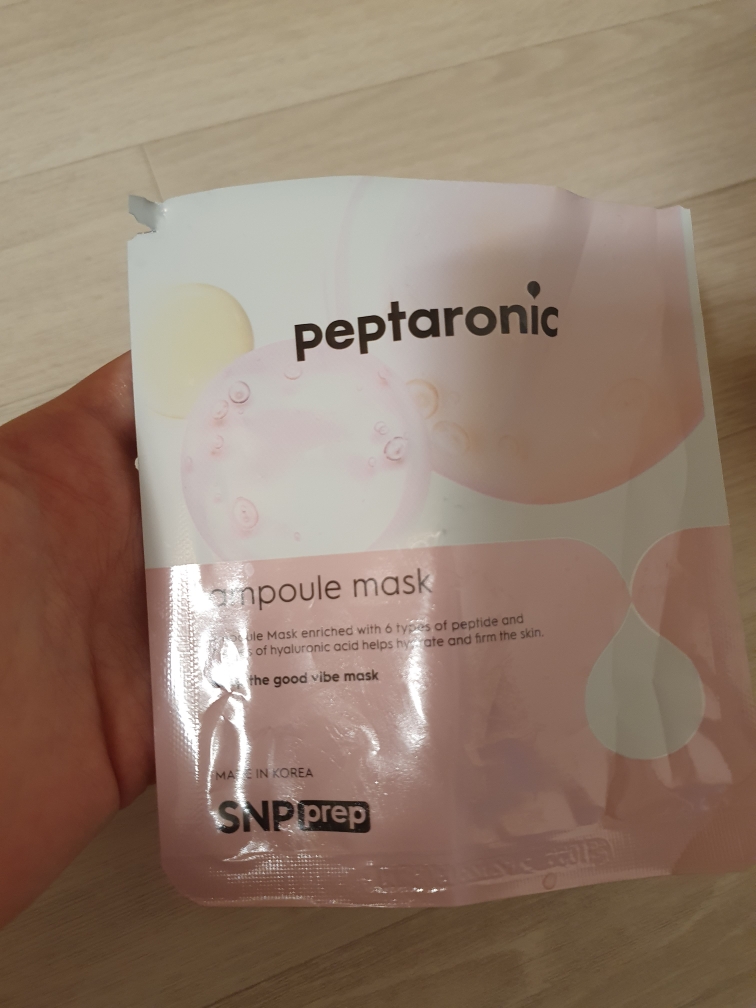 peptaronic
ampoule mask
Mask enriched with 6 types of peptide and
of hyaluronic acid helps hydrate and firm the skin.
the good vibe mask
MADE IN KOREA
SNP prep